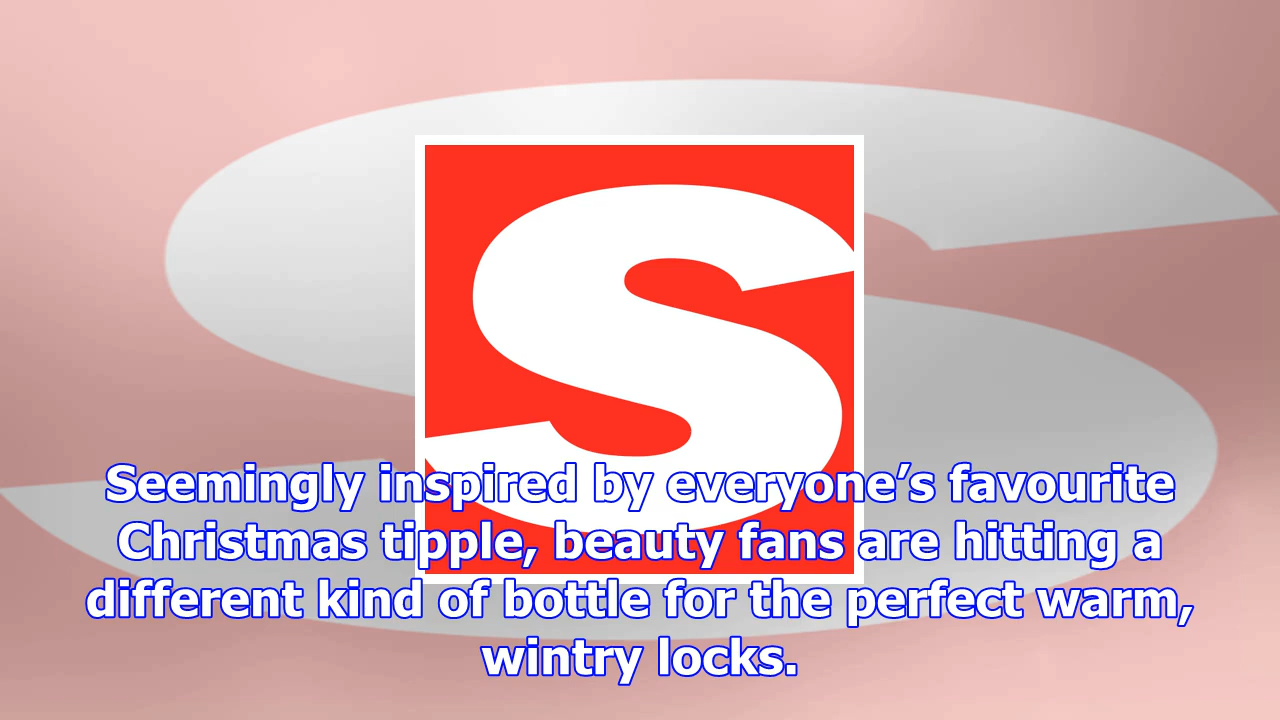 S
Seemingly inspired by everyone’s favourite
Christmas tipple, beauty fans are hitting a
different kind of bottle for the perfect warm,
wintry locks.